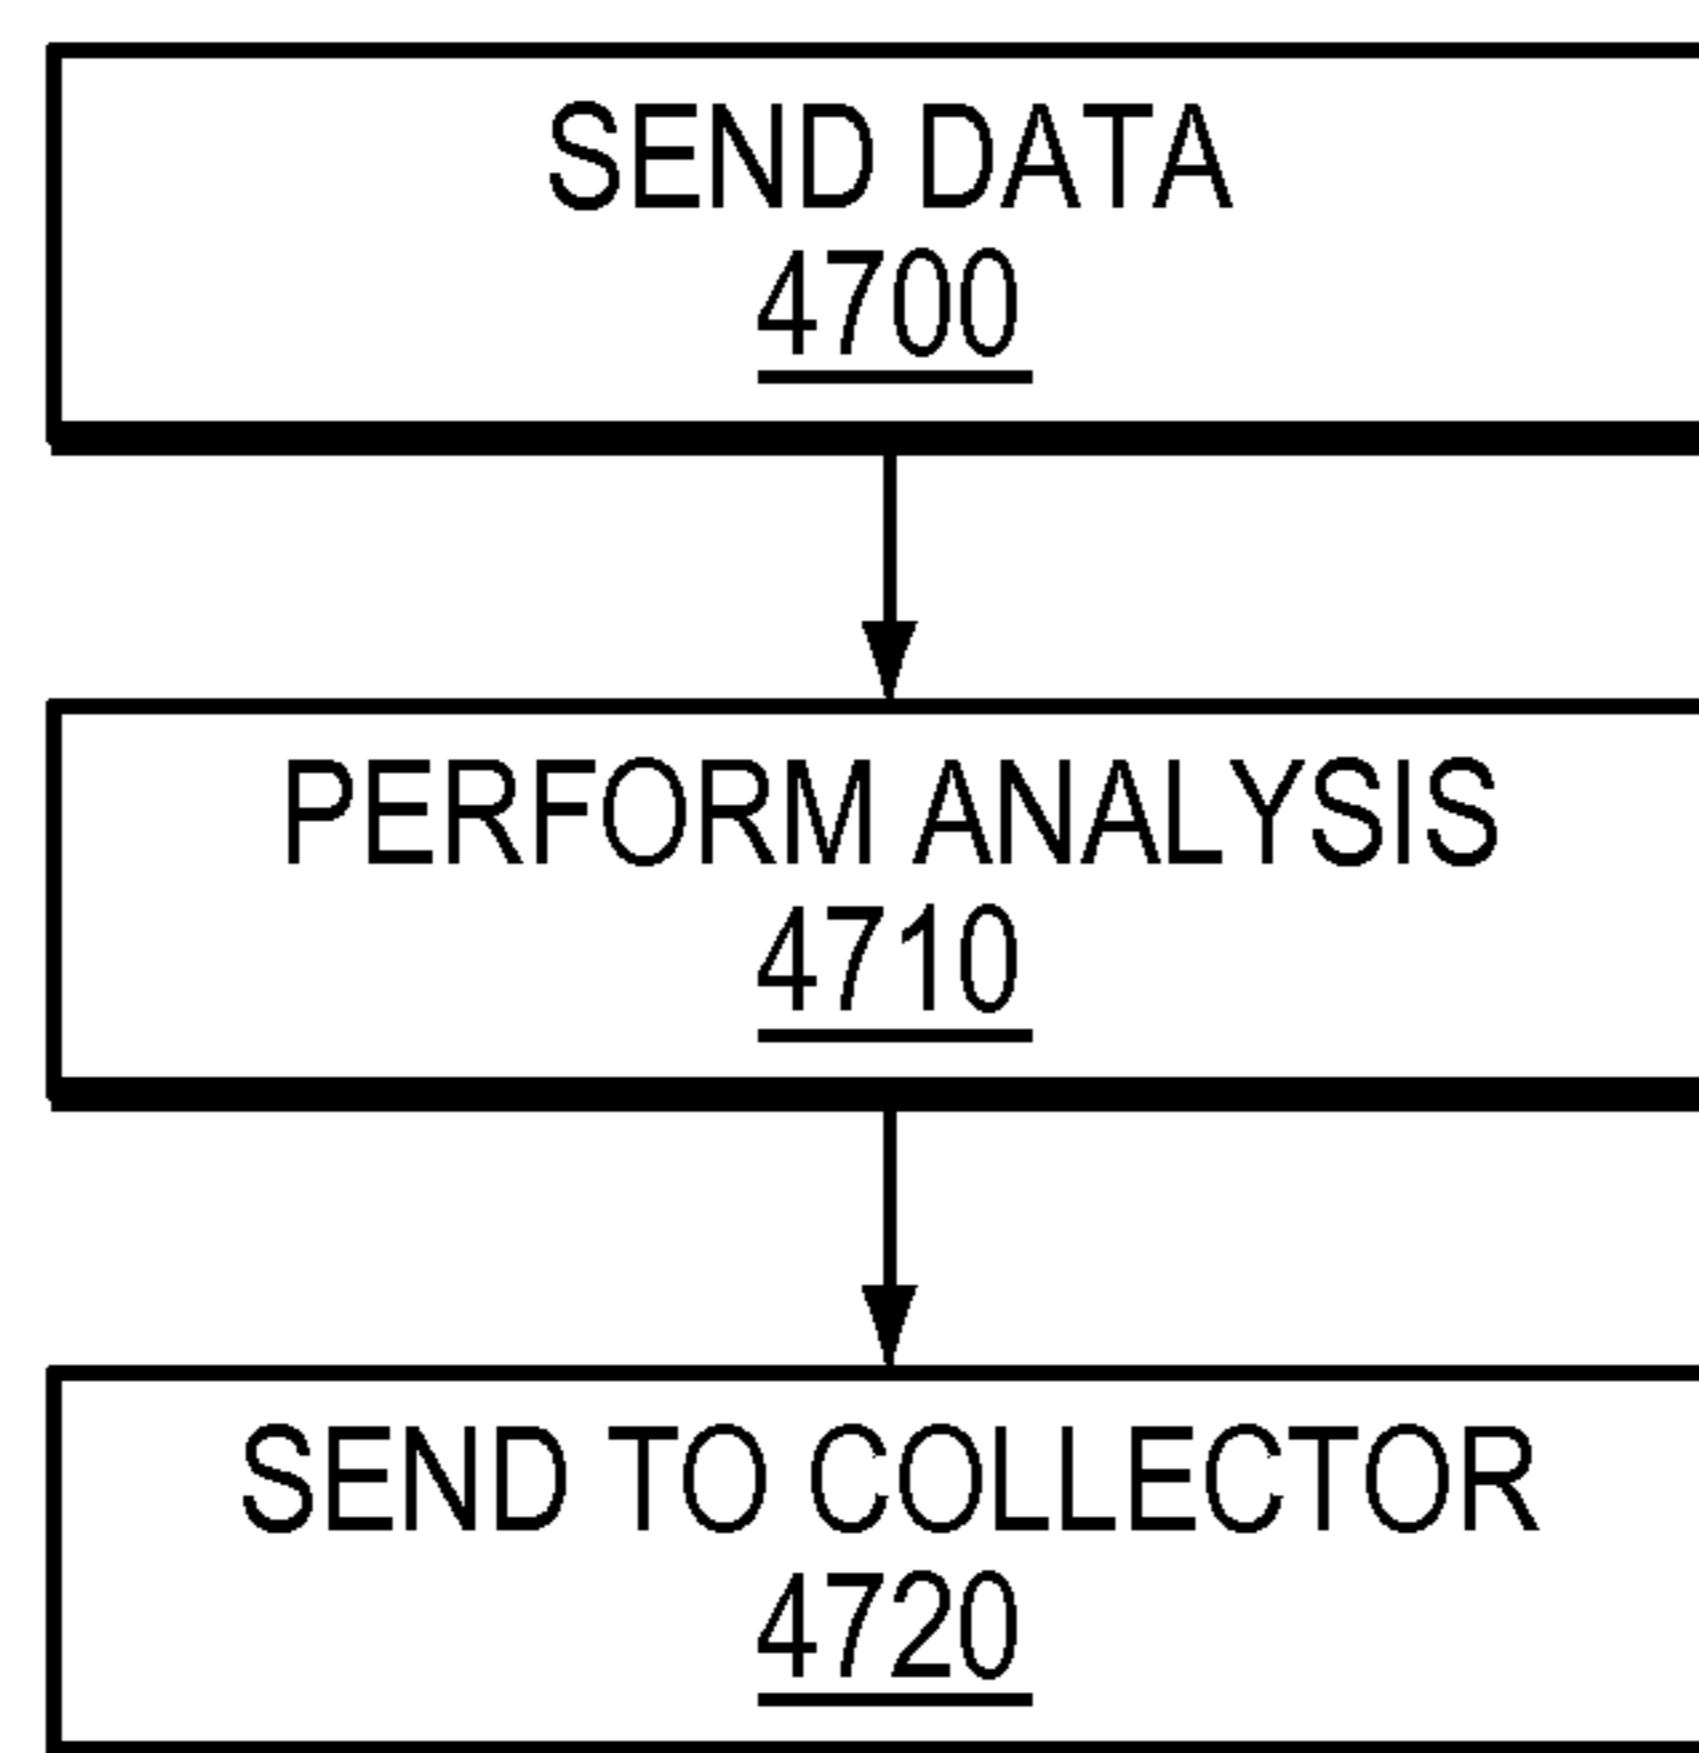 SEND DATA
4700
PERFORM ANALYSIS
4710
SEND TO COLLECTOR
4720